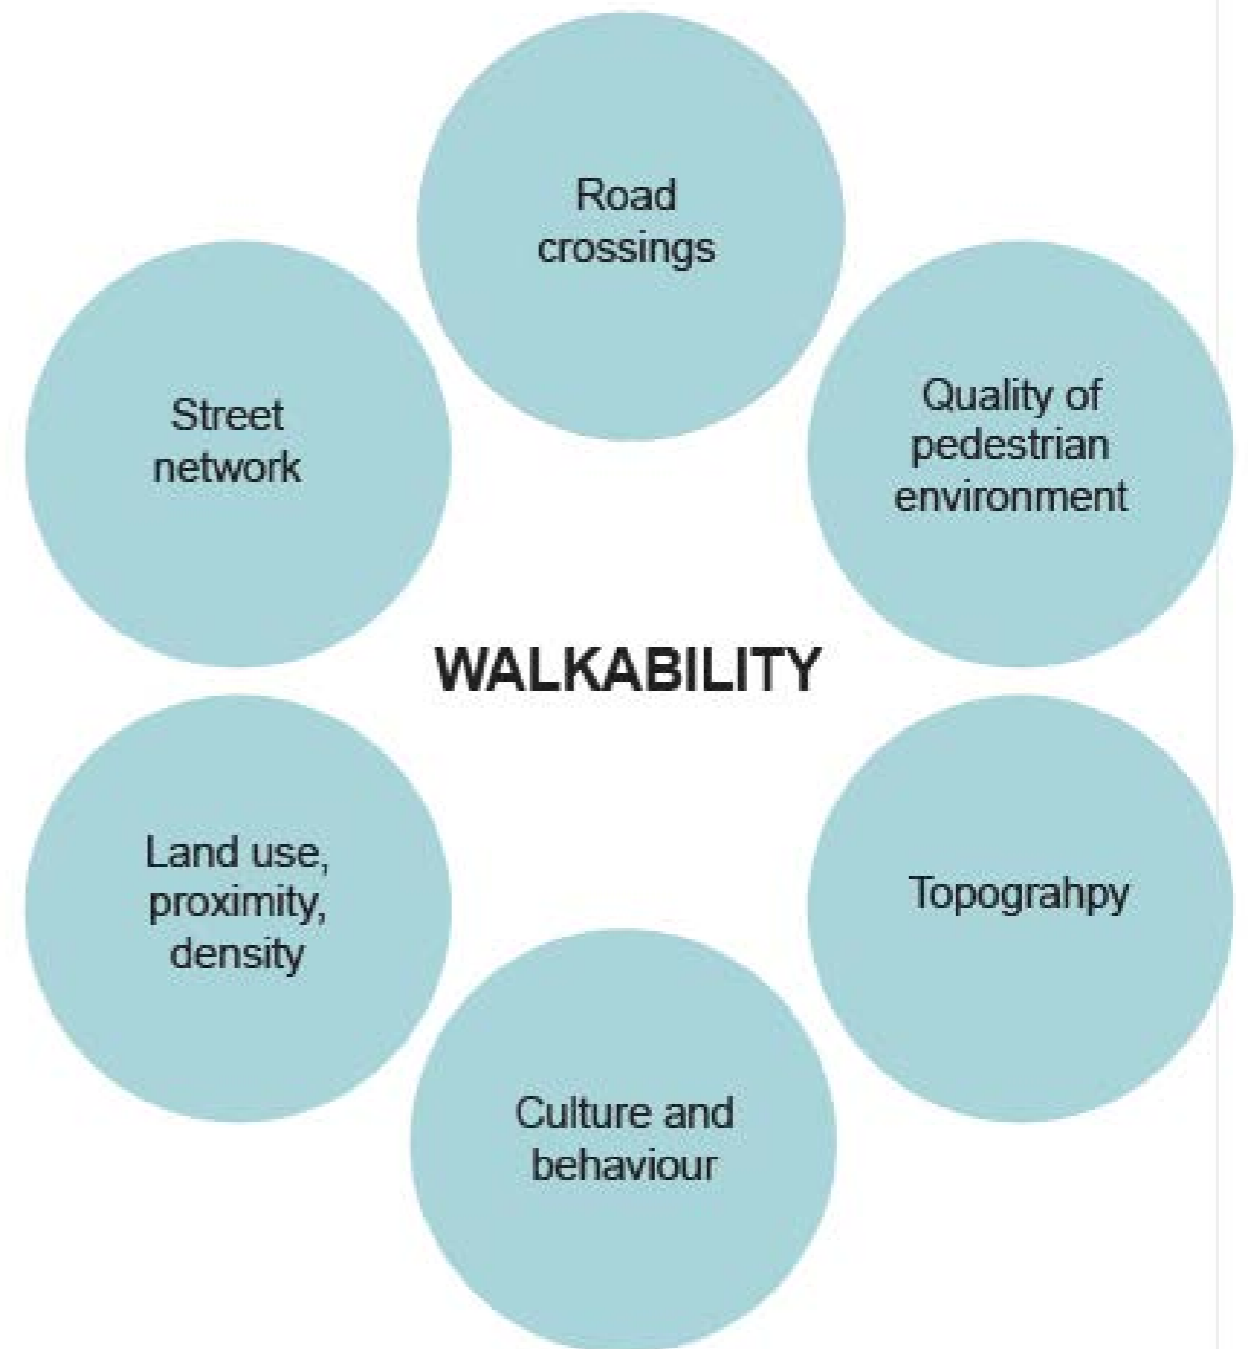 Road
crossings
Street
network
Quality of
pedestrian
environment
WALKABILITY
Land use,
proximity,
density
Topograhpy
Culture and
behaviour